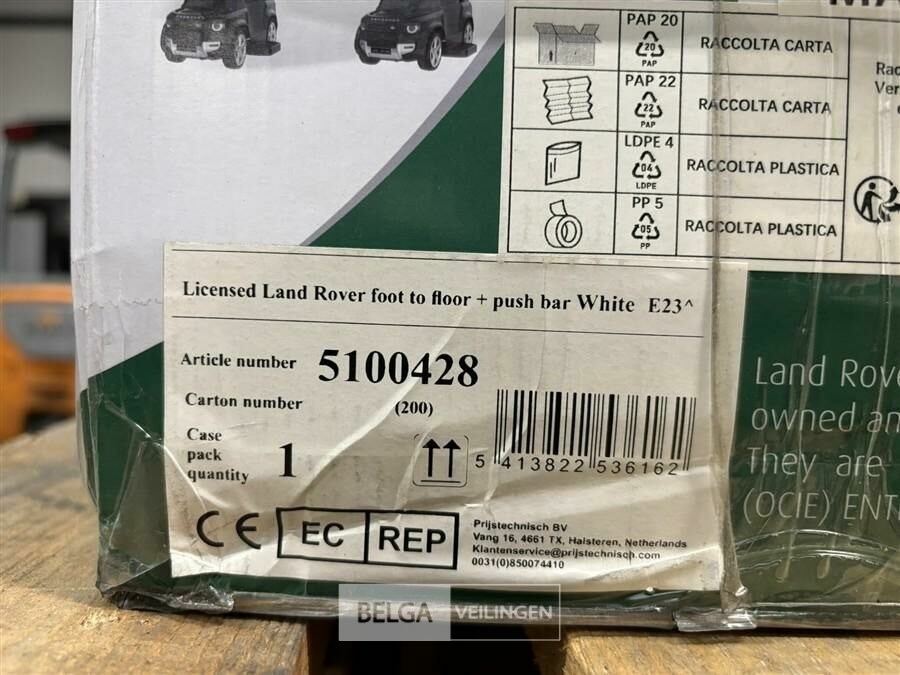 PAP 20
20
PAP
RACCOLTA CARTA
PAP 22
22
PAP
RACCOLTA CARTA
LDPE 4
04
LDPE
RACCOLTA PLASTICA
PP 5
05
PP
RACCOLTA PLASTICA
Licensed Land Rover foot to floor + push bar White E23^
Article number 5100428
Carton number (200)
Case
pack
quantity 1
5 413822 536162
CE EC REP
Prijstechnisch BV
Vang 16, 4661 TX, Halsteren, Netherlands
Klantenservice@prijstechnisch.com
0031(0)850074410
Land Rov
owned an
They are
(OCIE) ENT
BELGA VEILINGEN